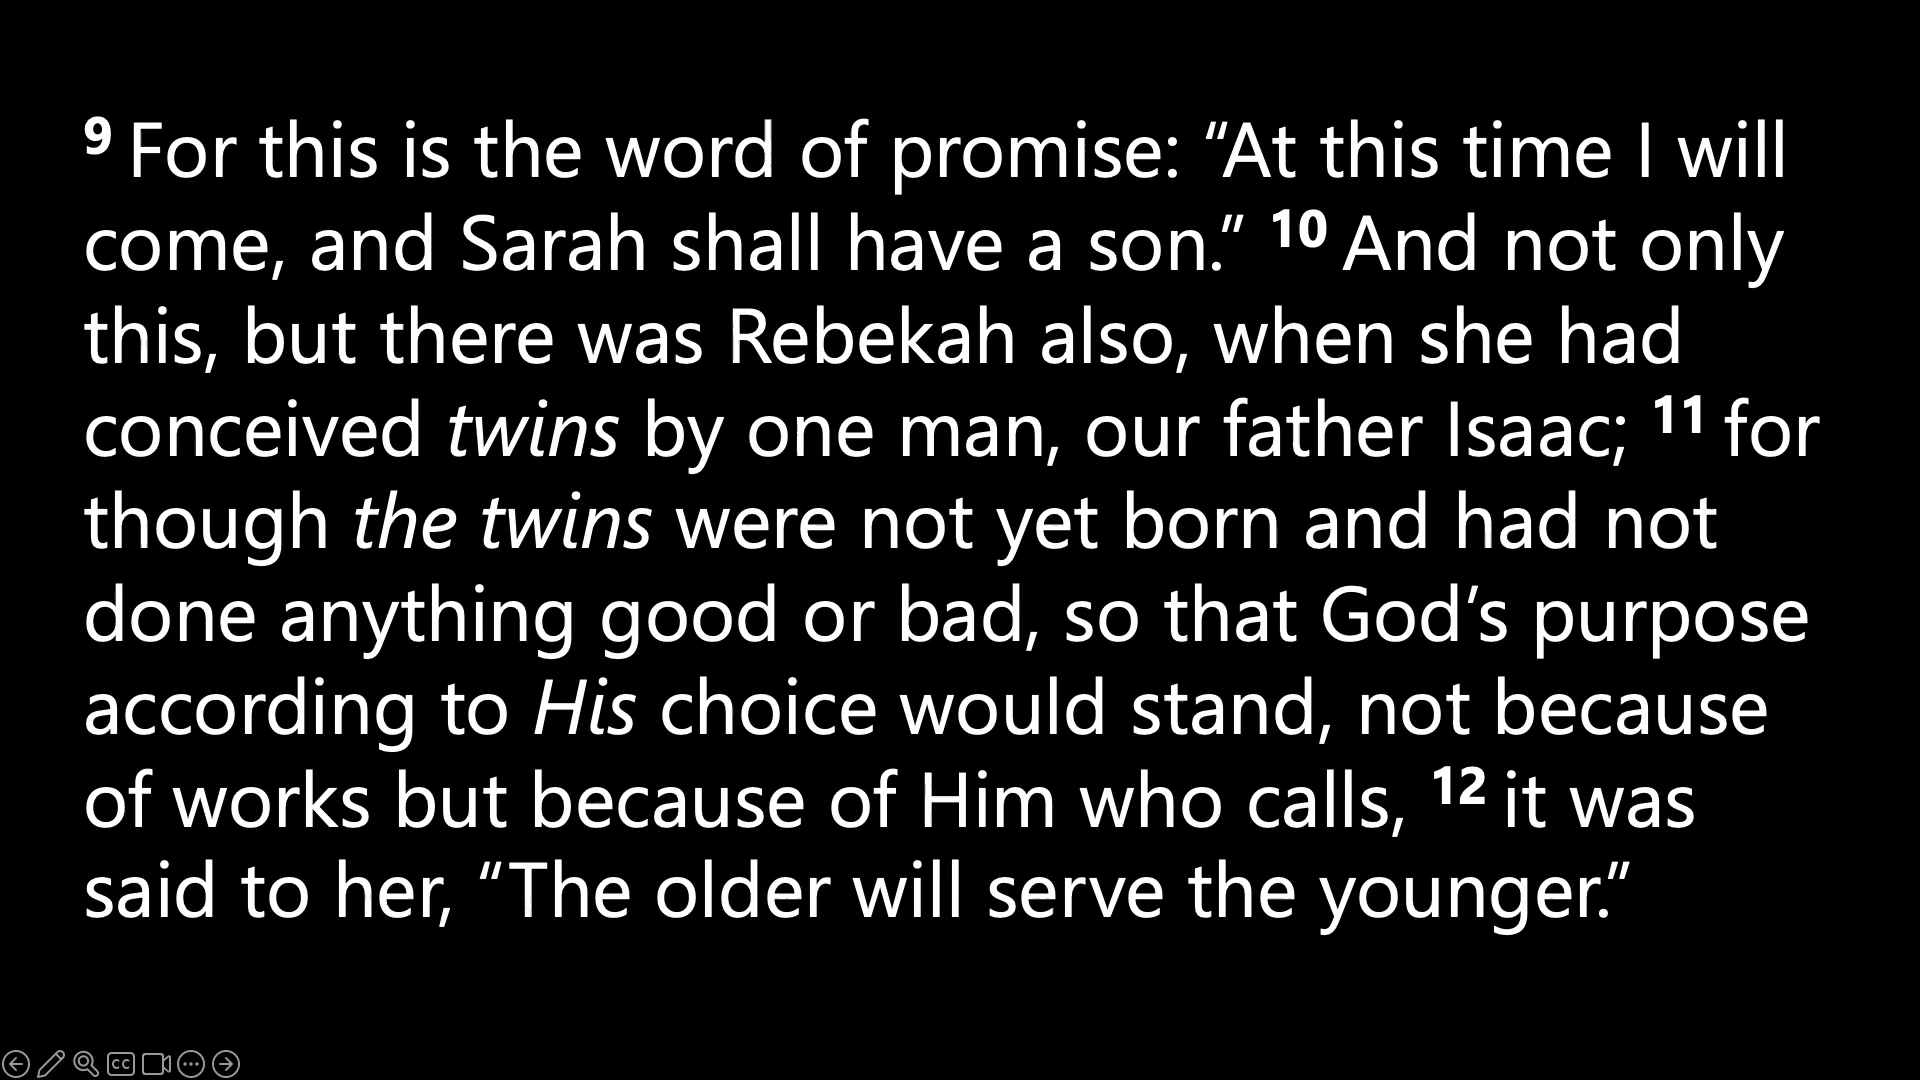 9 For this is the word of promise: “At this time I will
come, and Sarah shall have a son.” 10 And not only
this, but there was Rebekah also, when she had
conceived twins by one man, our father Isaac; 11 for
though the twins were not yet born and had not
done anything good or bad, so that God’s purpose
according to His choice would stand, not because
of works but because of Him who calls, 12 it was
said to her, “The older will serve the younger.”
CC